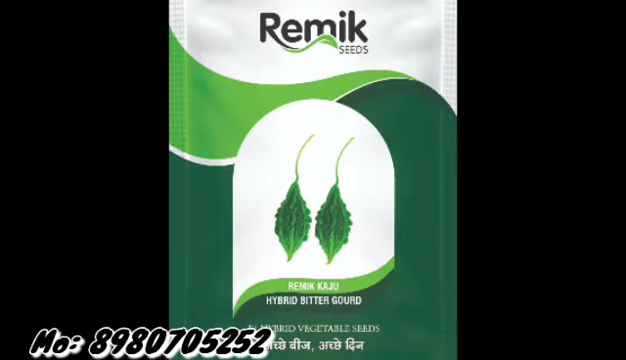 Remik
SEEDS
REMIK KAJU
HYBRID BITTER GOURD
HYBRID VEGETABLE SEEDS
अच्छे बीज, अच्छे दिन
Mo: 8980705252